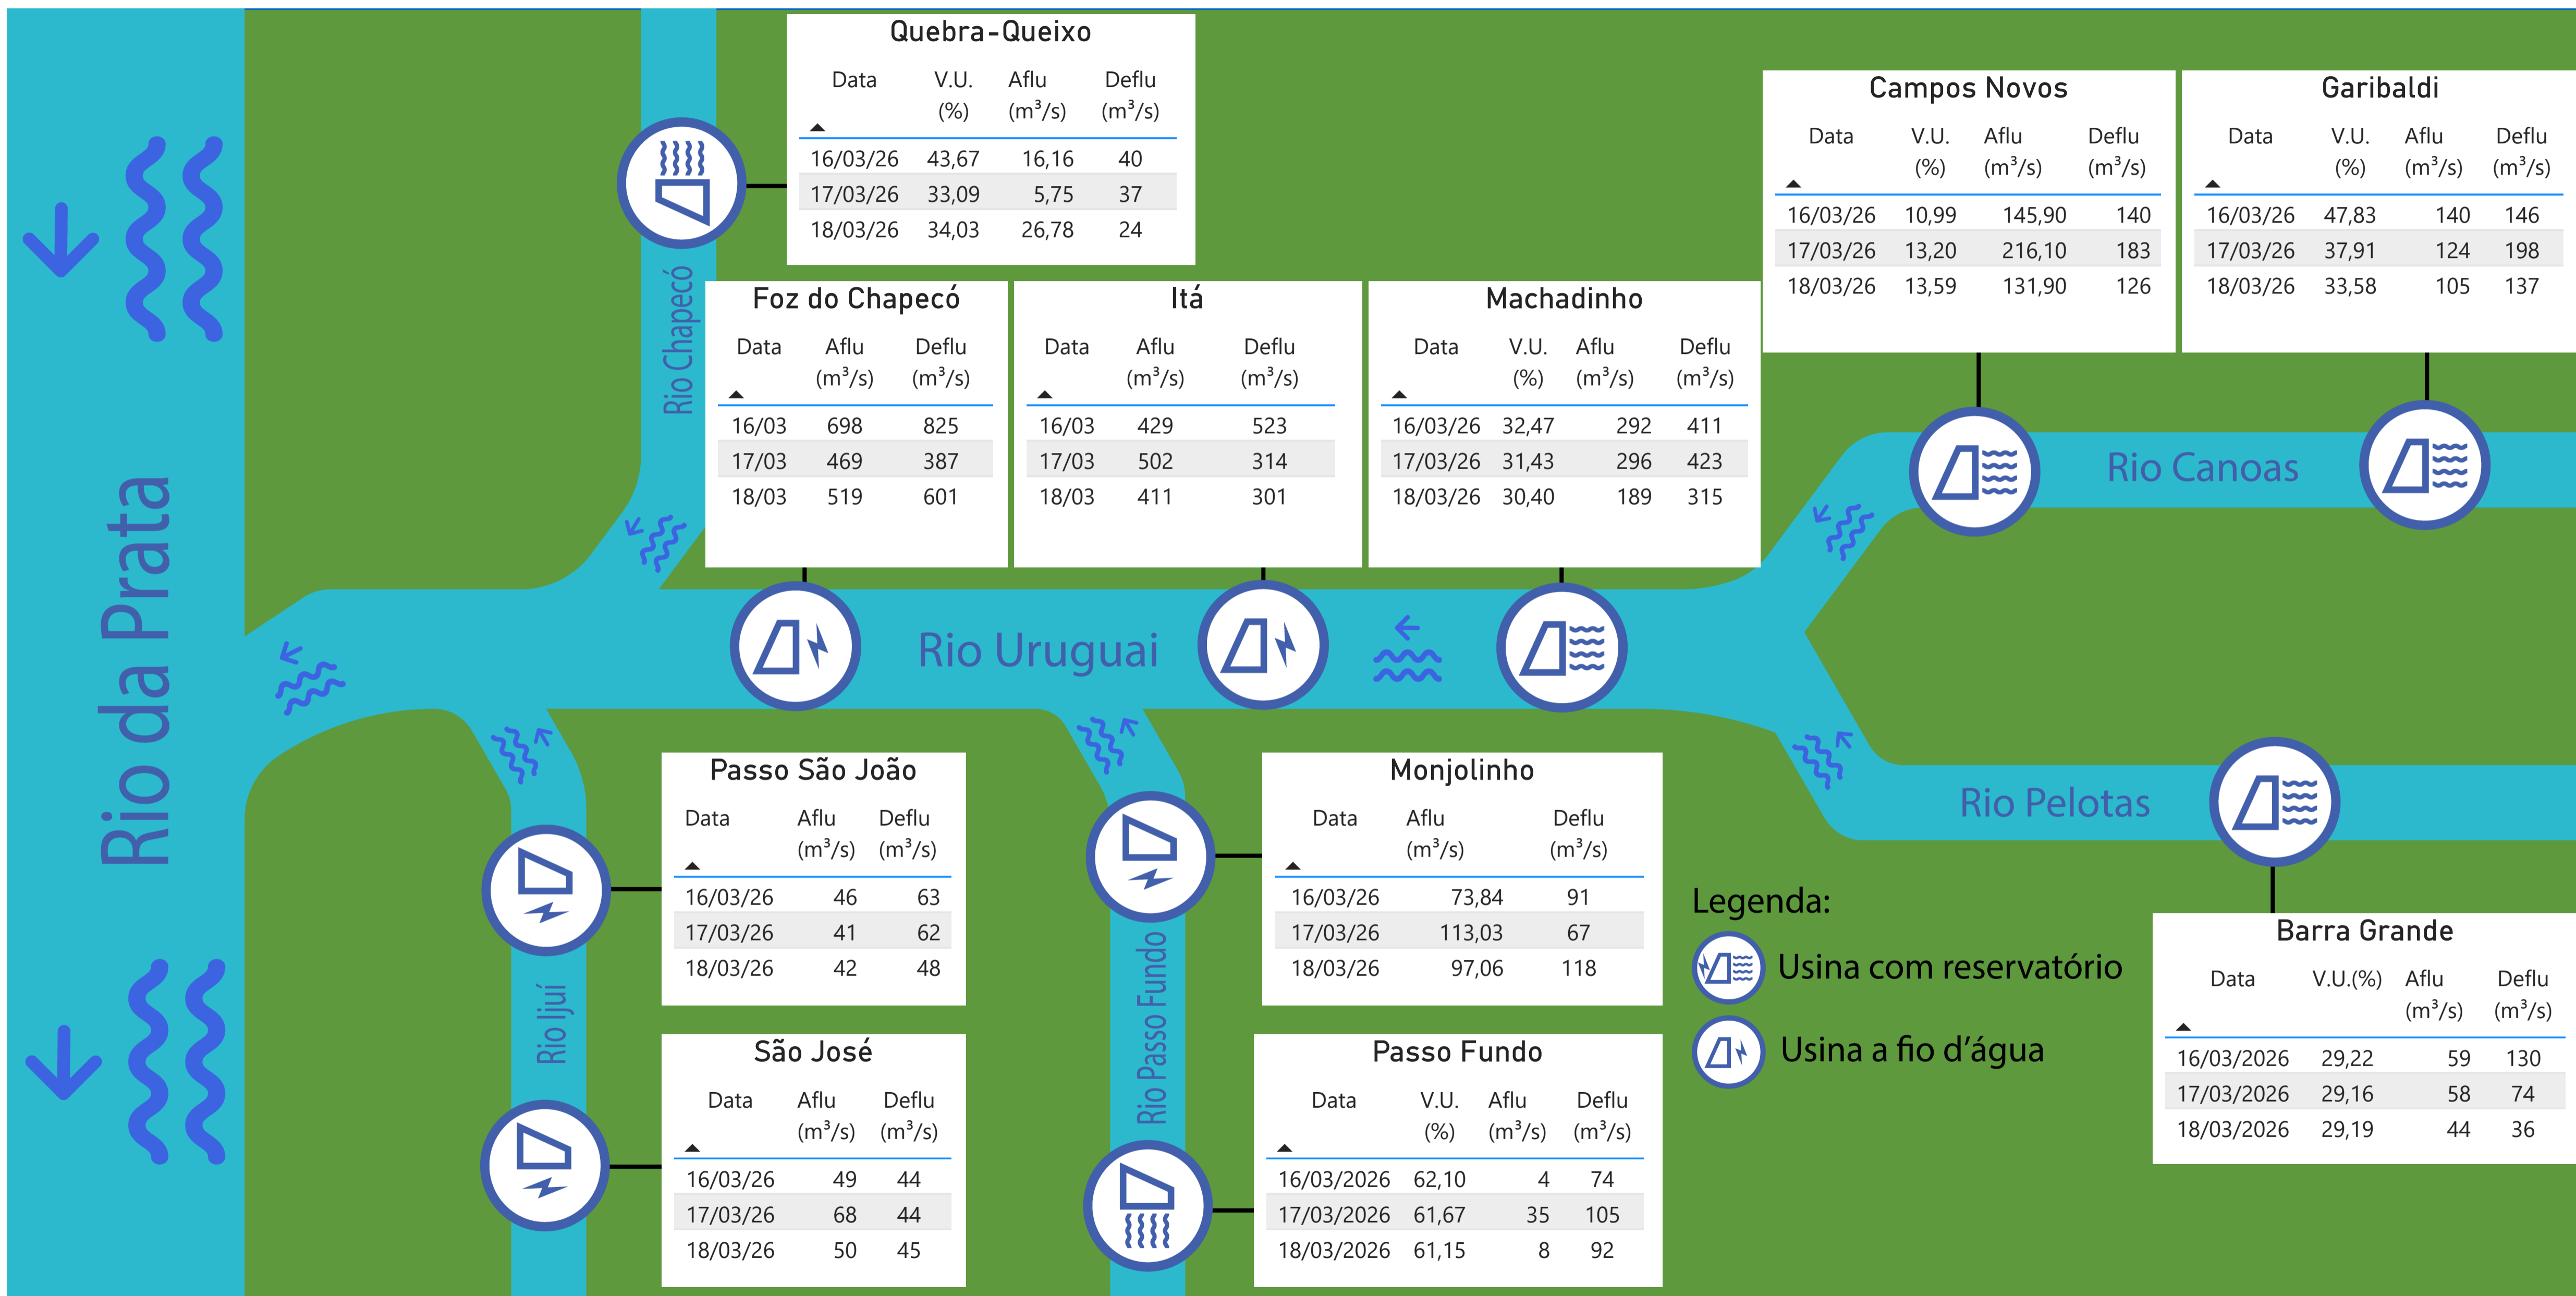 Quebra-Queixo
Data V.U. (%) Aflu (m³/s) Deflu (m³/s)
16/03/26 43,67 16,16 40
17/03/26 33,09 5,75 37
18/03/26 34,03 26,78 24
Campos Novos
Data V.U. (%) Aflu (m³/s) Deflu (m³/s)
16/03/26 10,99 145,90 140
17/03/26 13,20 216,10 183
18/03/26 13,59 131,90 126
Garibaldi
Data V.U. (%) Aflu (m³/s) Deflu (m³/s)
16/03/26 47,83 140 146
17/03/26 37,91 124 198
18/03/26 33,58 105 137
Rio Chapecó
Foz do Chapecó
Data Aflu (m³/s) Deflu (m³/s)
16/03 698 825
17/03 469 387
18/03 519 601
Itá
Data Aflu (m³/s) Deflu (m³/s)
16/03 429 523
17/03 502 314
18/03 411 301
Machadinho
Data V.U. (%) Aflu (m³/s) Deflu (m³/s)
16/03/26 32,47 292 411
17/03/26 31,43 296 423
18/03/26 30,40 189 315
Rio Canoas
Rio da Prata
Rio Uruguai
Rio Pelotas
Passo São João
Data Aflu (m³/s) Deflu (m³/s)
16/03/26 46 63
17/03/26 41 62
18/03/26 42 48
Monjolinho
Data Aflu (m³/s) Deflu (m³/s)
16/03/26 73,84 91
17/03/26 113,03 67
18/03/26 97,06 118
Legenda:
Usina com reservatório
Usina a fio d'água
Barra Grande
Data V.U.(%) Aflu (m³/s) Deflu (m³/s)
16/03/2026 29,22 59 130
17/03/2026 29,16 58 74
18/03/2026 29,19 44 36
Rio Ijuí
Rio Passo Fundo
São José
Data Aflu (m³/s) Deflu (m³/s)
16/03/26 49 44
17/03/26 68 44
18/03/26 50 45
Passo Fundo
Data V.U. (%) Aflu (m³/s) Deflu (m³/s)
16/03/2026 62,10 4 74
17/03/2026 61,67 35 105
18/03/2026 61,15 8 92